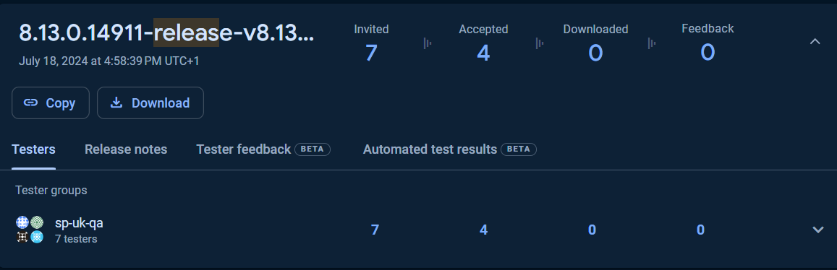 8.13.0.14911-release-v8.13...
July 18, 2024 at 4:58:39 PM UTC+1
Invited
7
Accepted
4
Downloaded
0
Feedback
0
Copy
Download
Testers
Release notes
Tester feedback BETA
Automated test results BETA
Tester groups
sp-uk-qa
7 testers
7
4
0
0